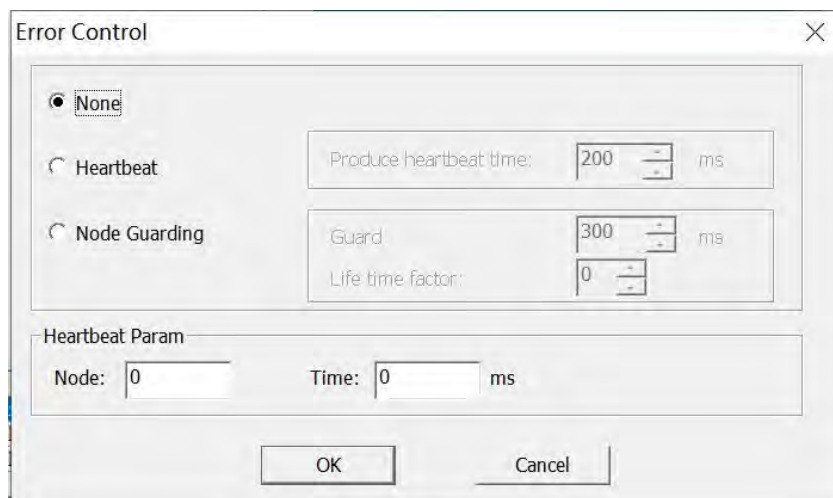 Error Control
None
Heartbeat
Produce heartbeat time: 200 ms
Node Guarding
Guard 300 ms
Life time factor: 0
Heartbeat Param
Node: 0 Time: 0 ms
OK Cancel